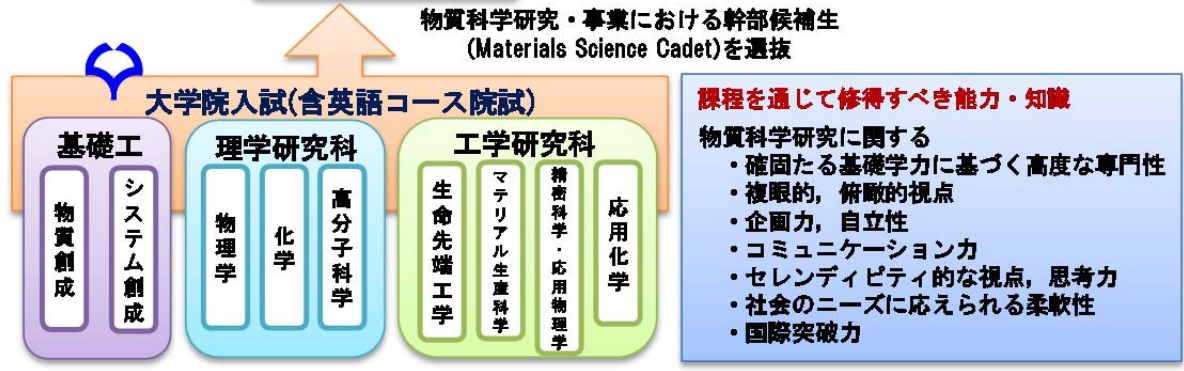 物質科学研究・事業における幹部候補生
(Materials Science Cadet)を選抜
大学院入試(含英語コース院試)
基礎工
物質創成
システム創成
理学研究科
物理学
化学
高分子科学
工学研究科
生命先端工学
マテリアル生産科学
精密科学・応用物理学
応用化学
課程を通じて修得すべき能力・知識
物質科学研究に関する
・確固たる基礎学力に基づく高度な専門性
・複眼的，俯瞰的視点
・企画力，自立性
・コミュニケーション力
・セレンディピティ的な視点，思考力
・社会のニーズに応えられる柔軟性
・国際突破力